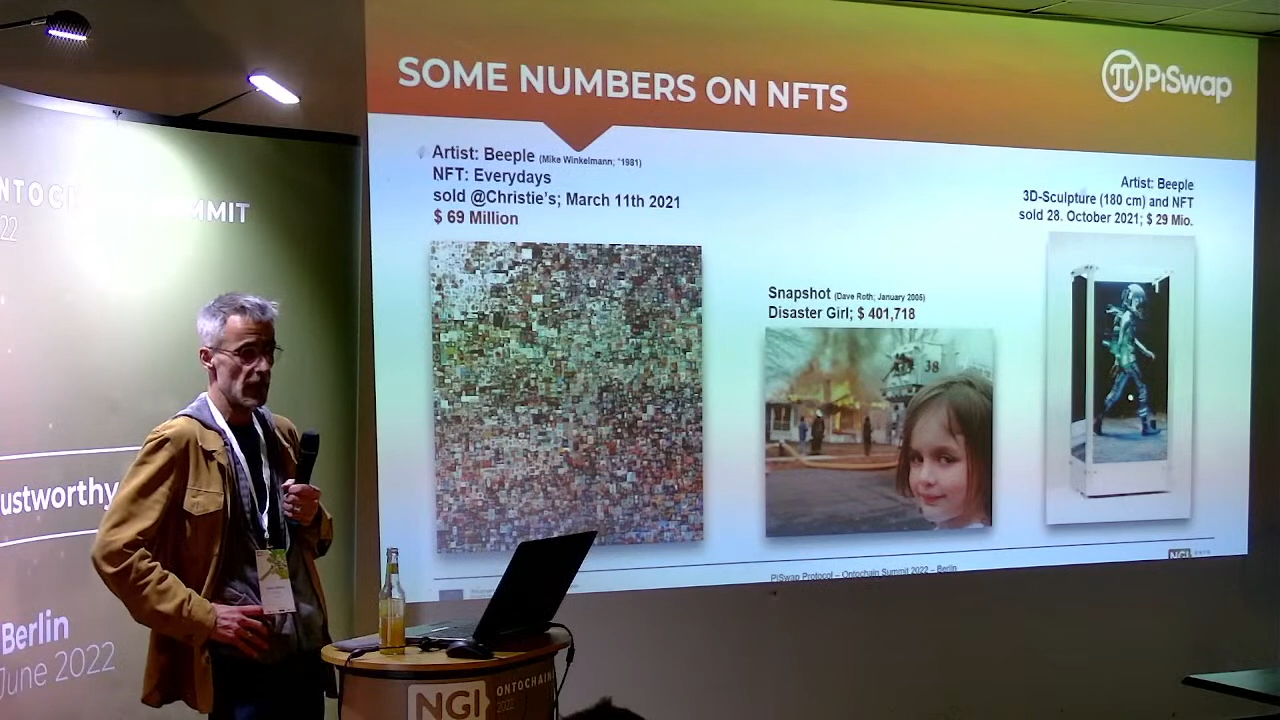 SOME NUMBERS ON NFTS
PiSwap
Artist: Beeple (Mike Winkelmann; *1981)
NFT: Everydays
sold @Christie's; March 11th 2021
$ 69 Million
Artist: Beeple
3D-Sculpture (180 cm) and NFT
sold 28. October 2021; $ 29 Mio.
Snapshot (Dave Roth; January 2005)
Disaster Girl; $ 401,718
38
PiSwap Protocol – Ontochain Summit 2022 – Berlin
NGI
NTOC
MMIT
22
ustworthy
Berlin
June 2022
NGI
ONTOCHAIN
2022